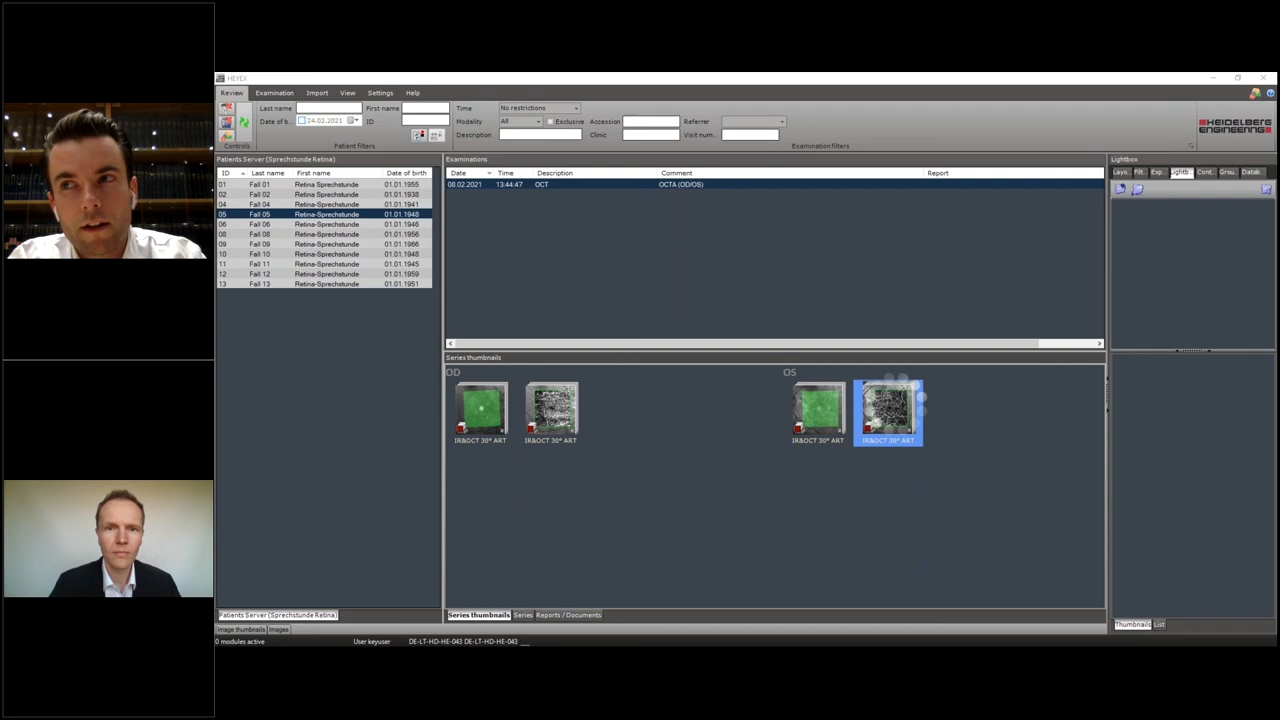 HEYEX
Review Examination Import View Settings Help
Last name First name Time No restrictions
Date of b... 24.02.2021 ID Modality All Exclusive Accession Referrer
Description Clinic Visit num...
Controls Patient filters Examination filters
HEIDELBERG ENGINEERING
Patients Server (Sprechstunde Retina) Examinations Lightbox
ID Last name First name Date of birth
Date Time Description Comment Report
Layo... Filt... Exp... Lightb... Cont... Grou... Datab...
01 Fall 01 Retina Sprechstunde 01.01.1955
02 Fall 02 Retina-Sprechstunde 01.01.1938
04 Fall 04 Retina-Sprechstunde 01.01.1941
05 Fall 05 Retina-Sprechstunde 01.01.1948
06 Fall 06 Retina-Sprechstunde 01.01.1946
08 Fall 08 Retina-Sprechstunde 01.01.1956
09 Fall 09 Retina-Sprechstunde 01.01.1966
10 Fall 10 Retina-Sprechstunde 01.01.1948
11 Fall 11 Retina-Sprechstunde 01.01.1945
12 Fall 12 Retina-Sprechstunde 01.01.1959
13 Fall 13 Retina-Sprechstunde 01.01.1951
08.02.2021 13:44:47 OCT OCTA (OD/OS)
Series thumbnails
OD OS
IR&OCT 30° ART IR&OCT 30° ART IR&OCT 30° ART IR&OCT 30° ART
Patients Server (Sprechstunde Retina) Series thumbnails Series Reports / Documents
Thumbnails List
Image thumbnails Images
0 modules active User keyuser DE-LT-HD-HE-043 DE-LT-HD-HE-043